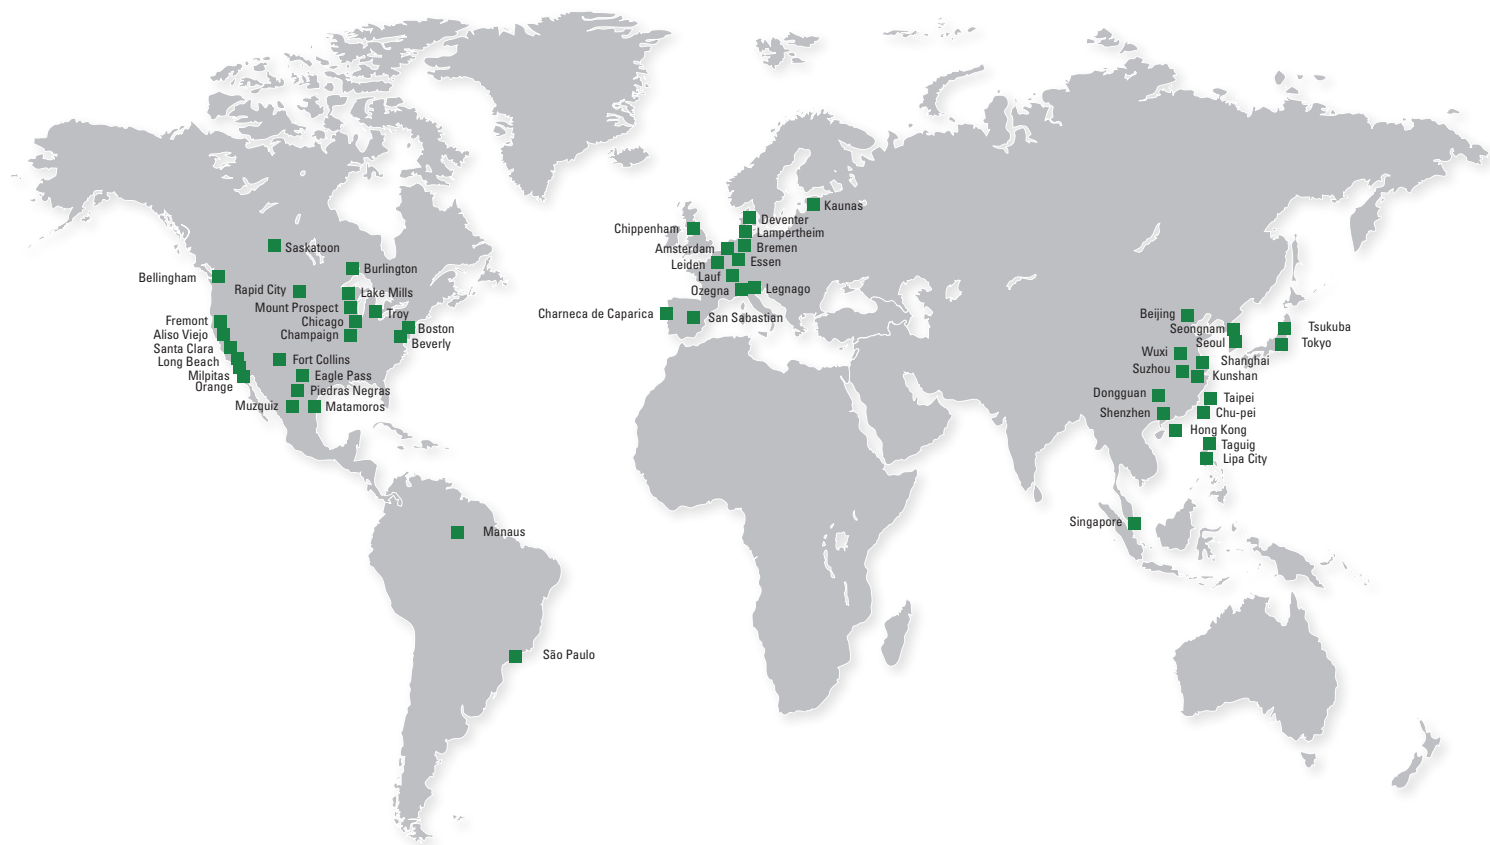 Saskatoon
Bellingham
Burlington
Rapid City
Lake Mills
Mount Prospect
Troy
Fremont
Chicago
Boston
Aliso Viejo
Champaign
Beverly
Santa Clara
Long Beach
Fort Collins
Milpitas
Eagle Pass
Orange
Piedras Negras
Muzquiz
Matamoros
Manaus
São Paulo
Kaunas
Chippenham
Deventer
Lampertheim
Amsterdam
Bremen
Leiden
Essen
Lauf
Ozegna
Legnago
Charneca de Caparica
San Sabastian
Beijing
Seongnam
Tsukuba
Seoul
Tokyo
Wuxi
Shanghai
Suzhou
Kunshan
Dongguan
Taipei
Shenzhen
Chu-pei
Hong Kong
Taguig
Lipa City
Singapore